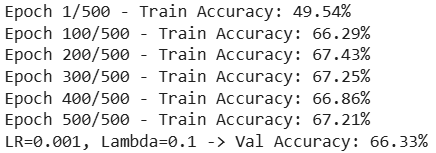 Epoch 1/500 - Train Accuracy: 49.54%
Epoch 100/500 - Train Accuracy: 66.29%
Epoch 200/500 - Train Accuracy: 67.43%
Epoch 300/500 - Train Accuracy: 67.25%
Epoch 400/500 - Train Accuracy: 66.86%
Epoch 500/500 - Train Accuracy: 67.21%
LR=0.001, Lambda=0.1 -> Val Accuracy: 66.33%